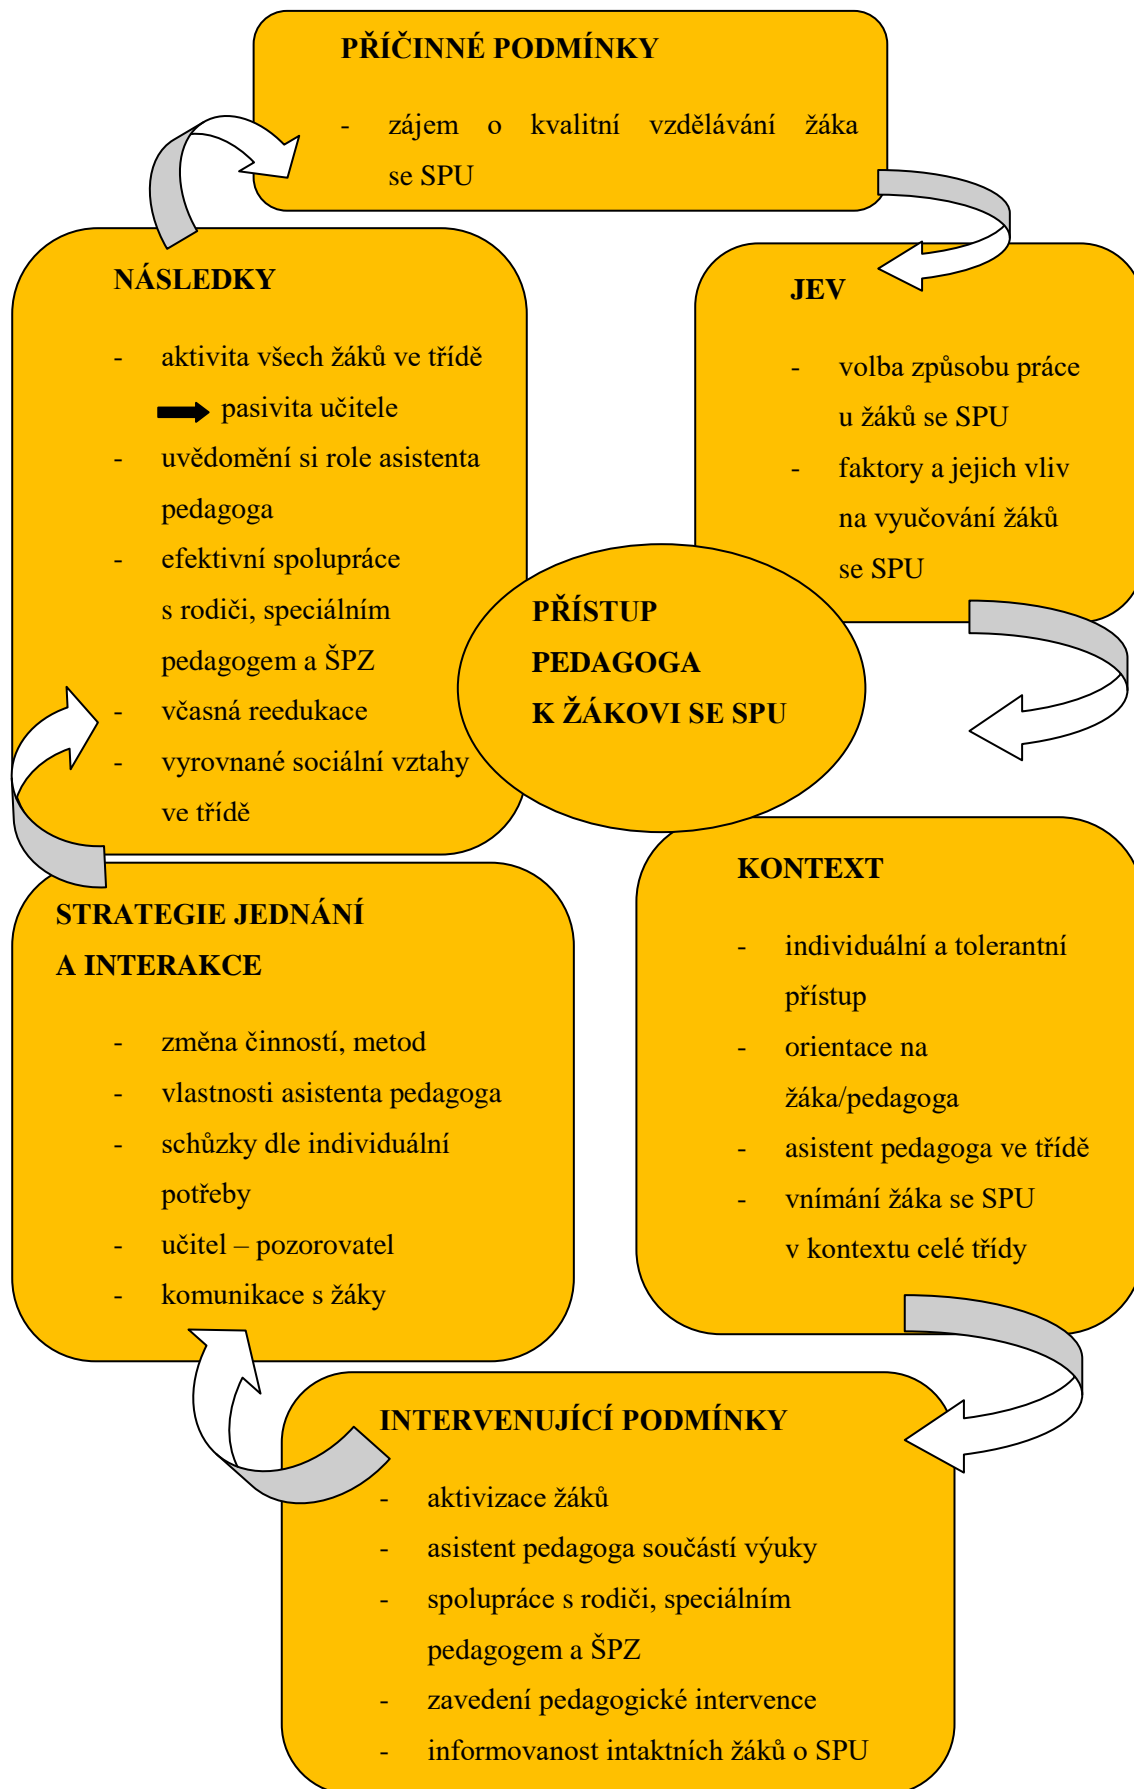 PŘÍČINNÉ PODMÍNKY
- zájem o kvalitní vzdělávání žáka
se SPU
JEV
- volba způsobu práce
u žáků se SPU
- faktory a jejich vliv
na vyučování žáků
se SPU
NÁSLEDKY
- aktivita všech žáků ve třídě
pasivita učitele
- uvědomění si role asistenta
pedagoga
- efektivní spolupráce
s rodiči, speciálním
pedagogem a ŠPZ
- včasná reedukace
- vyrovnané sociální vztahy
ve třídě
PŘÍSTUP
PEDAGOGA
K ŽÁKOVI SE SPU
KONTEXT
- individuální a tolerantní
přístup
- orientace na
žáka/pedagoga
- asistent pedagoga ve třídě
- vnímání žáka se SPU
v kontextu celé třídy
STRATEGIE JEDNÁNÍ
A INTERAKCE
- změna činností, metod
- vlastnosti asistenta pedagoga
- schůzky dle individuální
potřeby
- učitel – pozorovatel
- komunikace s žáky
INTERVENUJÍCÍ PODMÍNKY
- aktivizace žáků
- asistent pedagoga součástí výuky
- spolupráce s rodiči, speciálním
pedagogem a ŠPZ
- zavedení pedagogické intervence
- informovanost intaktních žáků o SPU